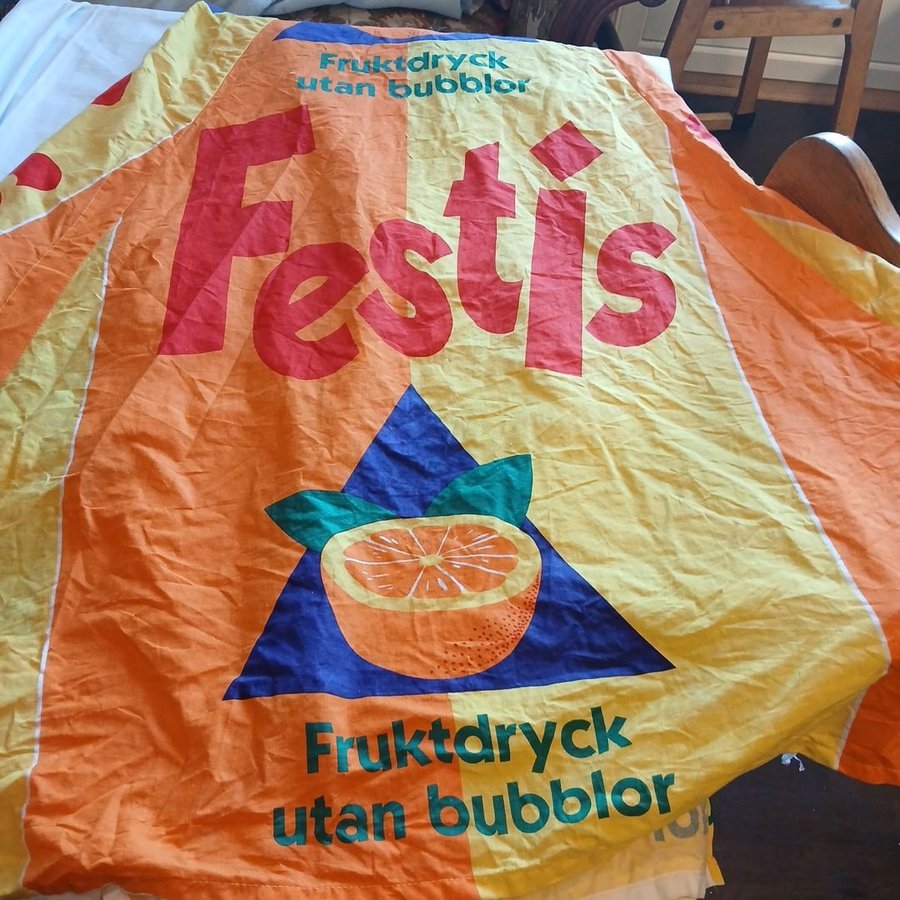 Fruktdryck
utan bubblor
Festis
Fruktdryck
utan bubblor